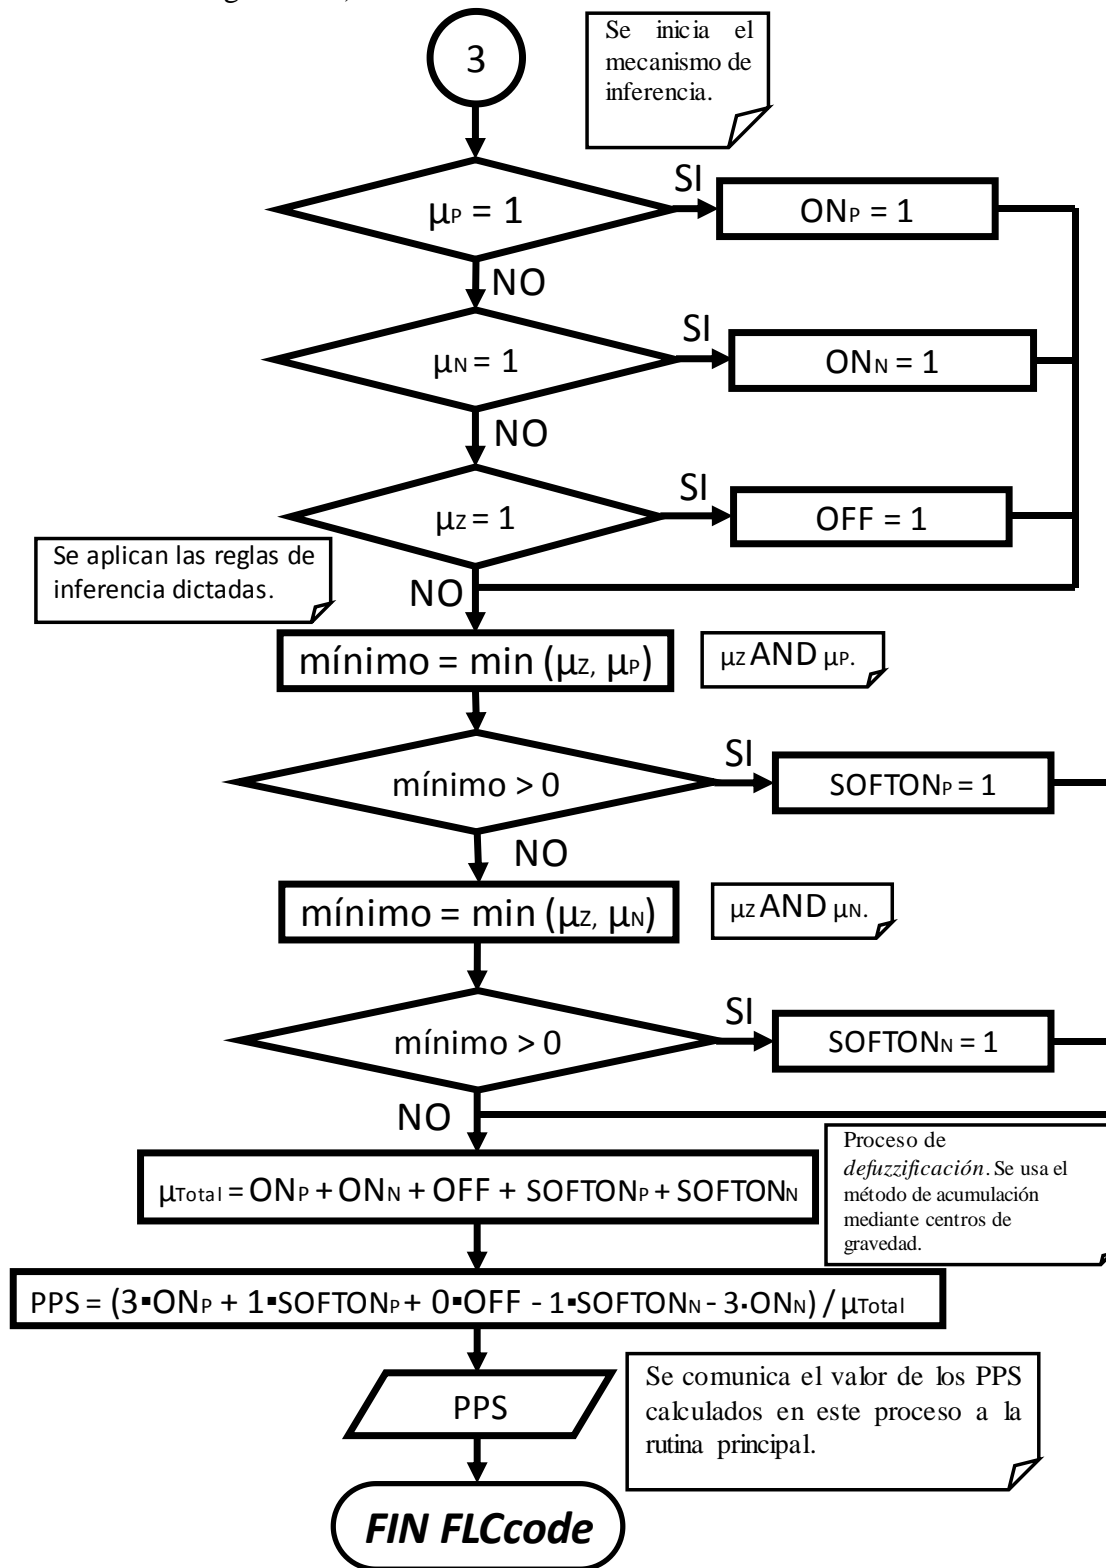 3
Se inicia el
mecanismo de
inferencia.
μP = 1
SI
ONP = 1
NO
μN = 1
SI
ONN = 1
NO
μZ = 1
SI
OFF = 1
Se aplican las reglas de
inferencia dictadas.
NO
mínimo = min (μZ, μP)
μZ AND μP.
mínimo > 0
SI
SOFTONP = 1
NO
mínimo = min (μZ, μN)
μZ AND μN.
mínimo > 0
SI
SOFTONN = 1
NO
Proceso de
defuzzificación. Se usa el
método de acumulación
mediante centros de
gravedad.
μTotal = ONP + ONN + OFF + SOFTONP + SOFTONN
PPS = (3▪ONP + 1▪SOFTONP + 0▪OFF - 1▪SOFTONN - 3▪ONN) / μTotal
PPS
Se comunica el valor de los PPS
calculados en este proceso a la
rutina principal.
FIN FLCcode